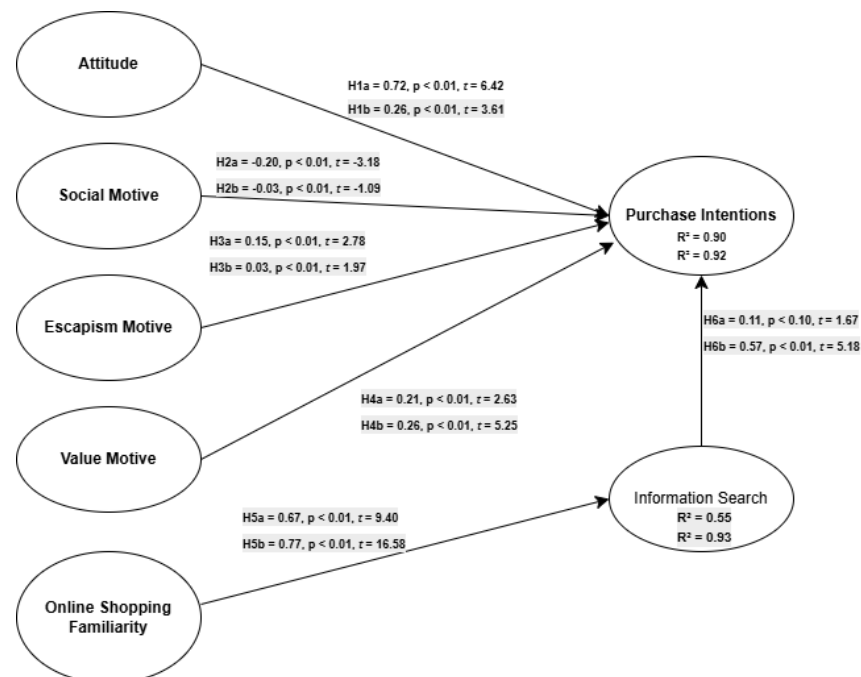 Attitude
H1a = 0.72, p < 0.01, τ = 6.42
H1b = 0.26, p < 0.01, τ = 3.61
Social Motive
H2a = -0.20, p < 0.01, τ = -3.18
H2b = -0.03, p < 0.01, τ = -1.09
Purchase Intentions
R² = 0.90
R² = 0.92
H3a = 0.15, p < 0.01, τ = 2.78
H3b = 0.03, p < 0.01, τ = 1.97
Escapism Motive
H6a = 0.11, p < 0.10, τ = 1.67
H6b = 0.57, p < 0.01, τ = 5.18
H4a = 0.21, p < 0.01, τ = 2.63
H4b = 0.26, p < 0.01, τ = 5.25
Value Motive
Information Search
R² = 0.55
R² = 0.93
H5a = 0.67, p < 0.01, τ = 9.40
H5b = 0.77, p < 0.01, τ = 16.58
Online Shopping
Familiarity